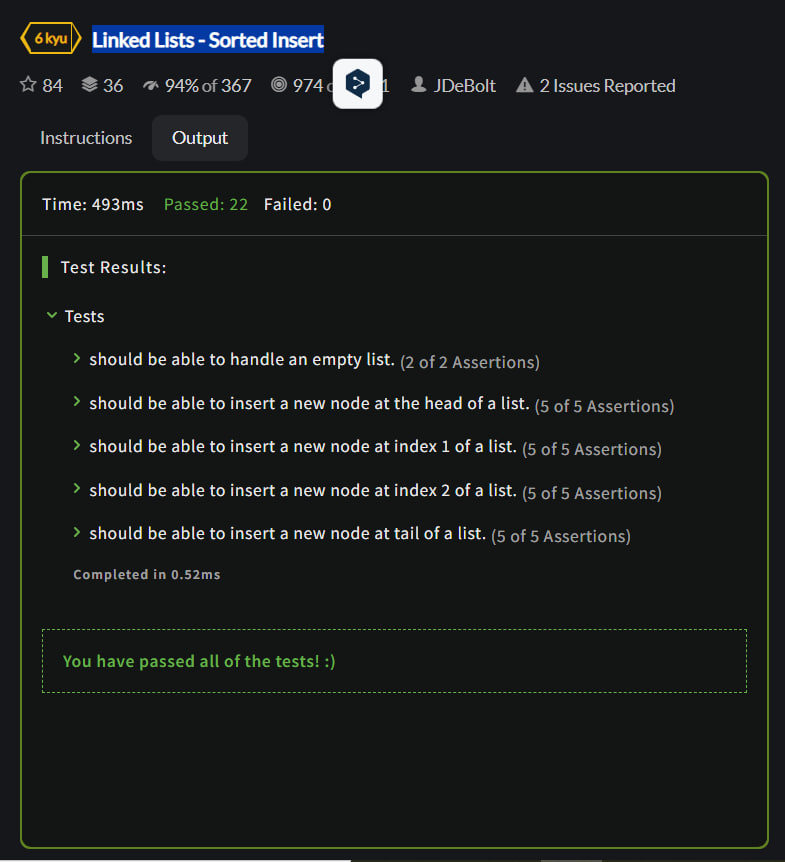 6 kyu Linked Lists - Sorted Insert
84 36 94% of 367 974 1 JDeBolt 2 Issues Reported
Instructions Output
Time: 493ms Passed: 22 Failed: 0
Test Results:
Tests
should be able to handle an empty list. (2 of 2 Assertions)
should be able to insert a new node at the head of a list. (5 of 5 Assertions)
should be able to insert a new node at index 1 of a list. (5 of 5 Assertions)
should be able to insert a new node at index 2 of a list. (5 of 5 Assertions)
should be able to insert a new node at tail of a list. (5 of 5 Assertions)
Completed in 0.52ms
You have passed all of the tests! :)